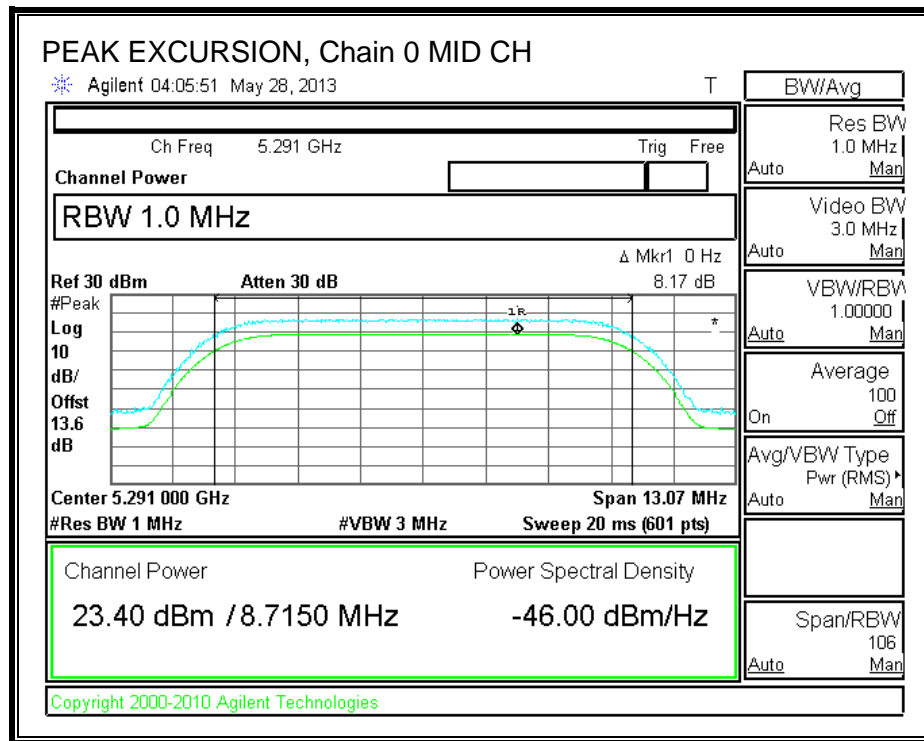 PEAK EXCURSION, Chain 0 MID CH
Agilent 04:05:51 May 28, 2013 T
Ch Freq 5.291 GHz Trig Free
Channel Power
RBW 1.0 MHz
Δ Mkr1 0 Hz
Ref 30 dBm Atten 30 dB 8.17 dB
#Peak
Log
10
dB/
Offst
13.6
dB
1R
*
Center 5.291 000 GHz Span 13.07 MHz
#Res BW 1 MHz #VBW 3 MHz Sweep 20 ms (601 pts)
Channel Power Power Spectral Density
23.40 dBm / 8.7150 MHz -46.00 dBm/Hz
Copyright 2000-2010 Agilent Technologies
BW/Avg
Res BW
1.0 MHz
Auto Man
Video BW
3.0 MHz
Auto Man
VBW/RBW
1.00000
Auto Man
Average
100
On Off
Avg/VBW Type
Pwr (RMS)
Auto Man
Span/RBW
106
Auto Man